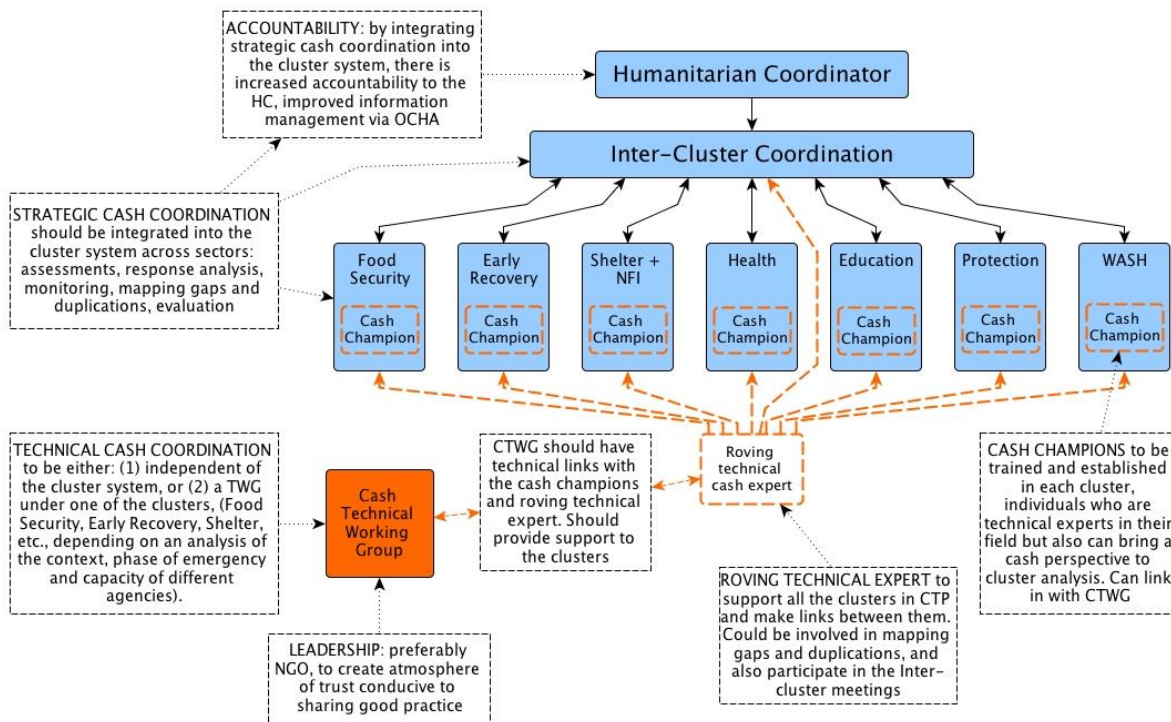 ACCOUNTABILITY: by integrating
strategic cash coordination into
the cluster system, there is
increased accountability to the
HC, improved information
management via OCHA
Humanitarian Coordinator
Inter-Cluster Coordination
STRATEGIC CASH COORDINATION
should be integrated into the
cluster system across sectors:
assessments, response analysis,
monitoring, mapping gaps and
duplications, evaluation
Food
Security
Cash
Champion
Early
Recovery
Cash
Champion
Shelter +
NFI
Cash
Champion
Health
Cash
Champion
Education
Cash
Champion
Protection
Cash
Champion
WASH
Cash
Champion
TECHNICAL CASH COORDINATION
to be either: (1) independent of
the cluster system, or (2) a TWG
under one of the clusters, (Food
Security, Early Recovery, Shelter,
etc., depending on an analysis of
the context, phase of emergency
and capacity of different
agencies).
Cash
Technical
Working
Group
CTWG should have
technical links with
the cash champions
and roving technical
expert. Should
provide support to
the clusters
Roving
technical
cash expert
CASH CHAMPIONS to be
trained and established
in each cluster,
individuals who are
technical experts in their
field but also can bring a
cash perspective to
cluster analysis. Can link
in with CTWG
LEADERSHIP: preferably
NGO, to create atmosphere
of trust conducive to
sharing good practice
ROVING TECHNICAL EXPERT to
support all the clusters in CTP
and make links between them.
Could be involved in mapping
gaps and duplications, and
also participate in the Inter-
cluster meetings